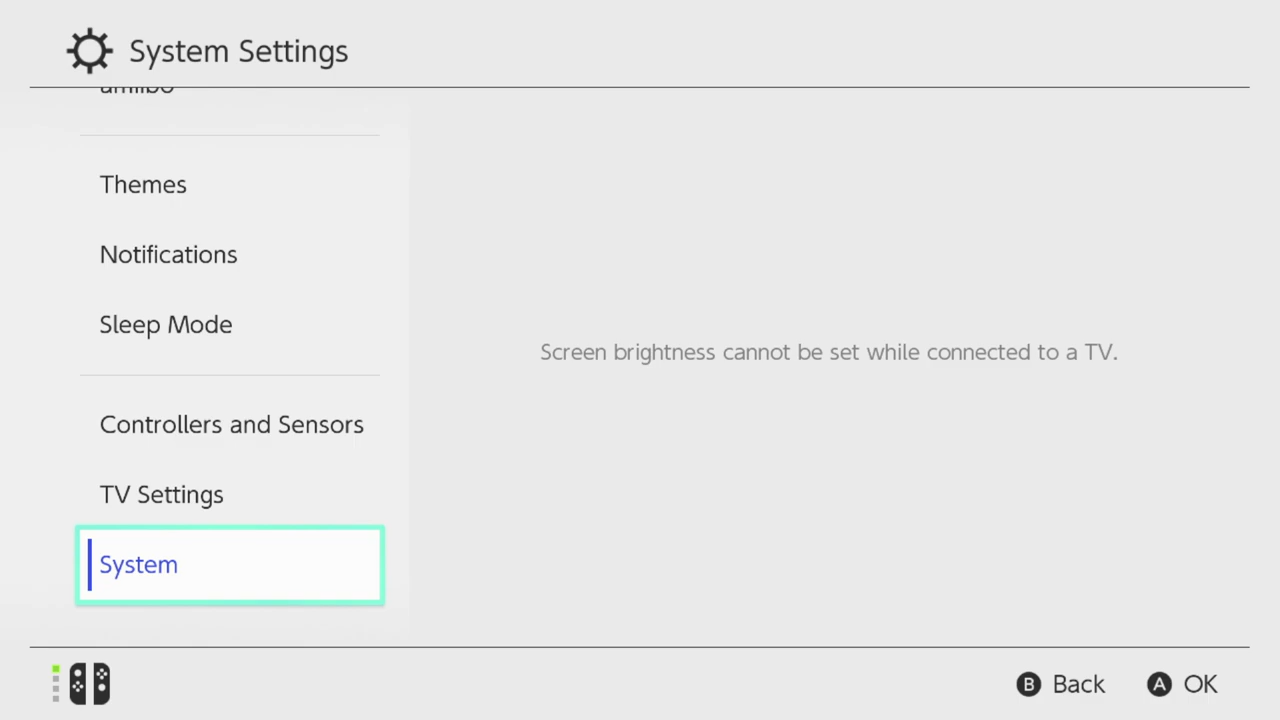 System Settings
amiibo
Themes
Notifications
Sleep Mode
Controllers and Sensors
TV Settings
System
Screen brightness cannot be set while connected to a TV.
B Back
A OK